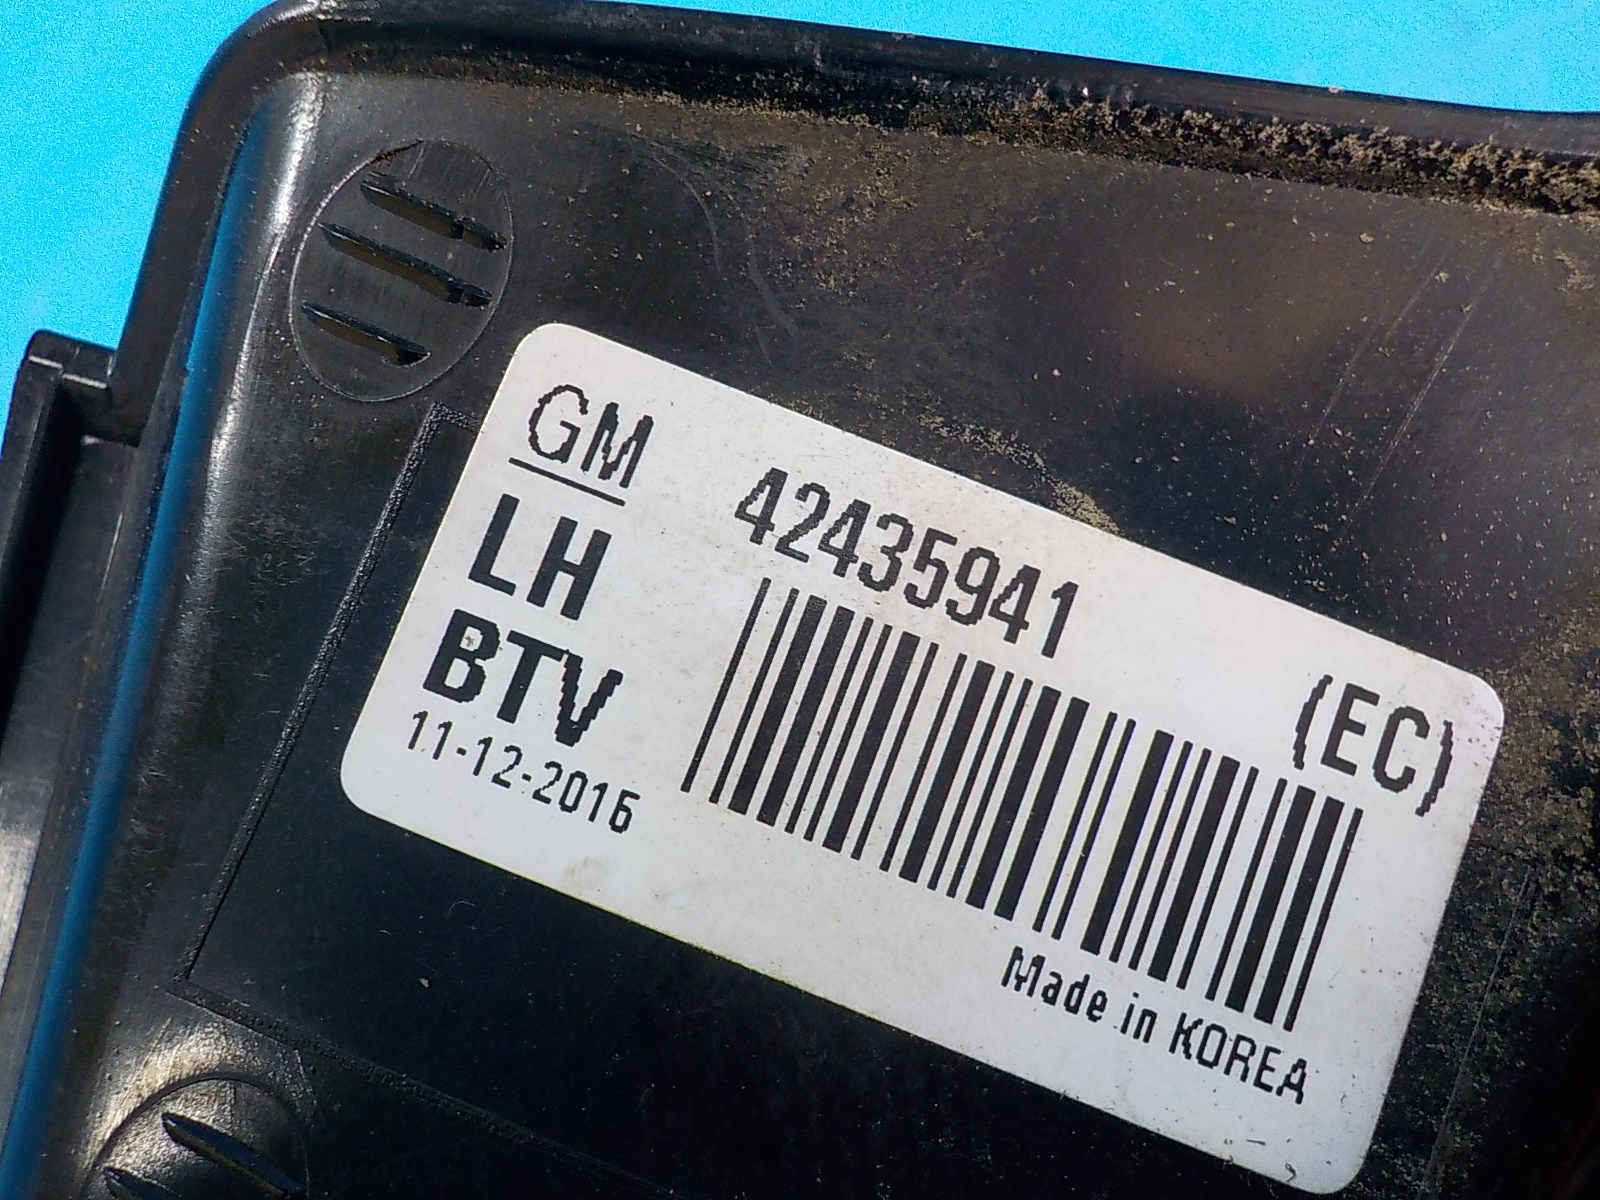 GM 42435941
LH
BTV (EC)
11-12-2016
Made in KOREA